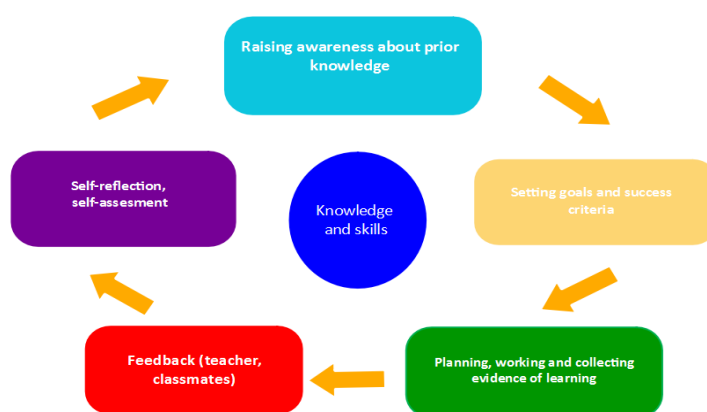 Raising awareness about prior
knowledge
Setting goals and success
criteria
Planning, working and collecting
evidence of learning
Feedback (teacher,
classmates)
Self-reflection,
self-assesment
Knowledge
and skills